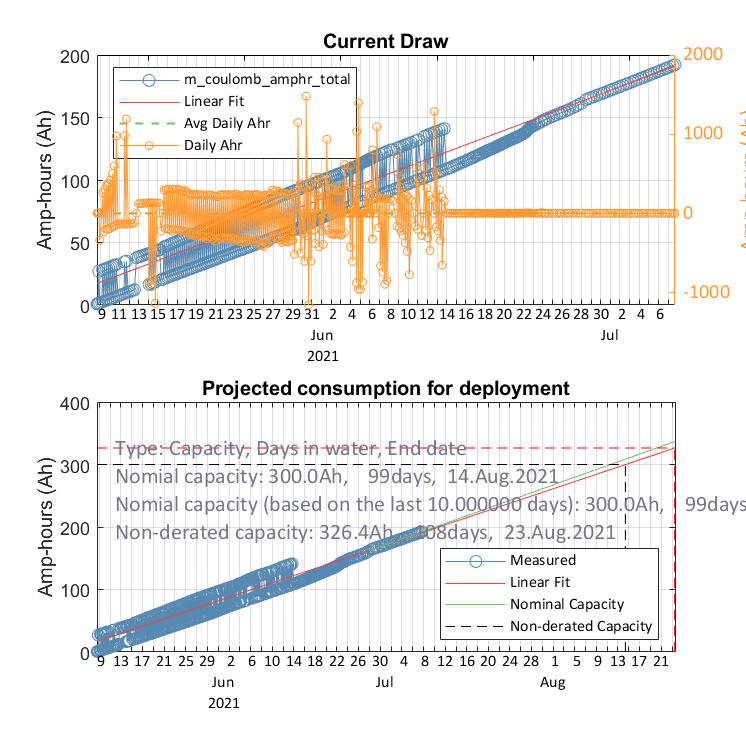 Current Draw
200
150
100
50
0
Amp-hours (Ah)
2000
1000
0
-1000
m_coulomb_amphr_total
Linear Fit
Avg Daily Ahr
Daily Ahr
9 11 13 15 17 19 21 23 25 27 29 31 2 4 6 8 10 12 14 16 18 20 22 24 26 28 30 2 4 6
Jun Jul
2021
Projected consumption for deployment
400
300
200
100
0
Amp-hours (Ah)
Type: Capacity, Days in water, End date
Nomial capacity: 300.0Ah, 99days, 14.Aug.2021
Nomial capacity (based on the last 10.000000 days): 300.0Ah, 99days
Non-derated capacity: 326.4Ah, 108days, 23.Aug.2021
Measured
Linear Fit
Nominal Capacity
Non-derated Capacity
9 13 17 21 25 29 2 6 10 14 18 22 26 30 4 8 12 16 20 24 28 1 5 9 13 17 21
Jun Jul Aug
2021